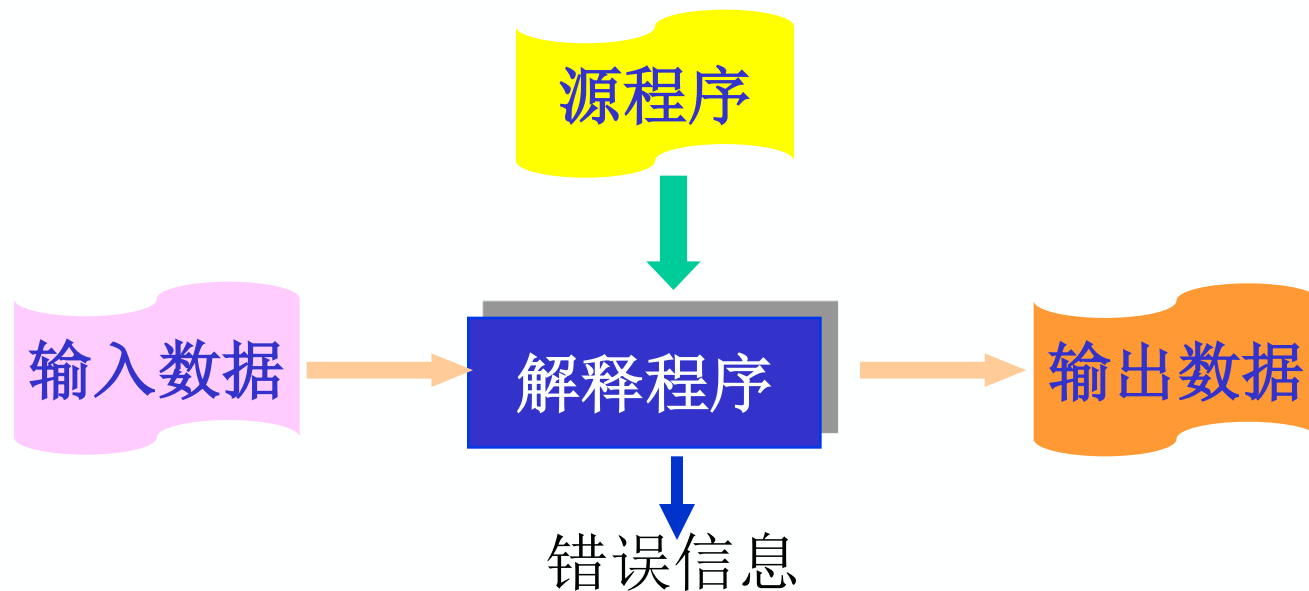 源程序
输入数据
解释程序
输出数据
错误信息